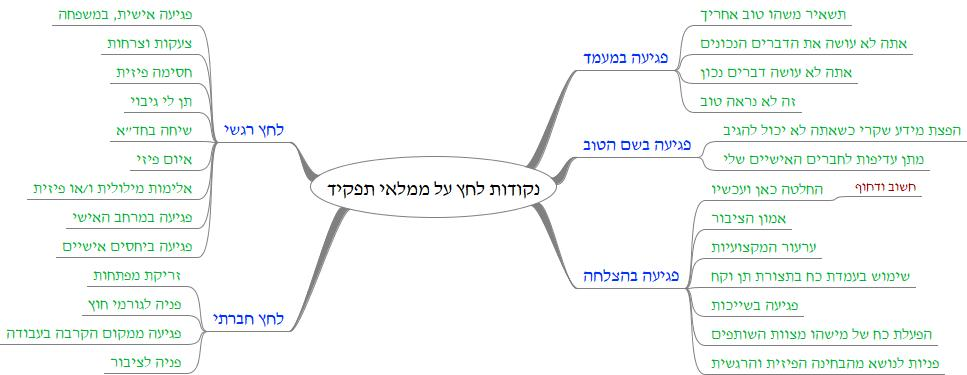 נקודות לחץ על ממלאי תפקיד
פגיעה במעמד
תשאיר משהו טוב אחריך
אתה לא עושה את הדברים הנכונים
אתה לא עושה דברים נכון
זה לא נראה טוב
פגיעה בשם הטוב
הפצת מידע שקרי כשאתה לא יכול להגיב
מתן עדיפות לחברים האישיים שלי
פגיעה בהצלחה
החלטה כאן ועכשיו
חשוב ודחוף
אמון הציבור
ערעור המקצועיות
שימוש בעמדת כח בתצורת תן וקח
פגיעה בשייכות
הפעלת כח של מישהו מצוות השותפים
פניות לנושא מהבחינה הפיזית והרגשית
לחץ רגשי
פגיעה אישית, במשפחה
צעקות וצרחות
חסימה פיזית
תן לי גיבוי
שיחה בחד״א
איום פיזי
אלימות מילולית ו/או פיזית
פגיעה במרחב האישי
פגיעה ביחסים אישיים
לחץ חברתי
זריקת מפתחות
פניה לגורמי חוץ
פגיעה ממקום הקרבה בעבודה
פניה לציבור